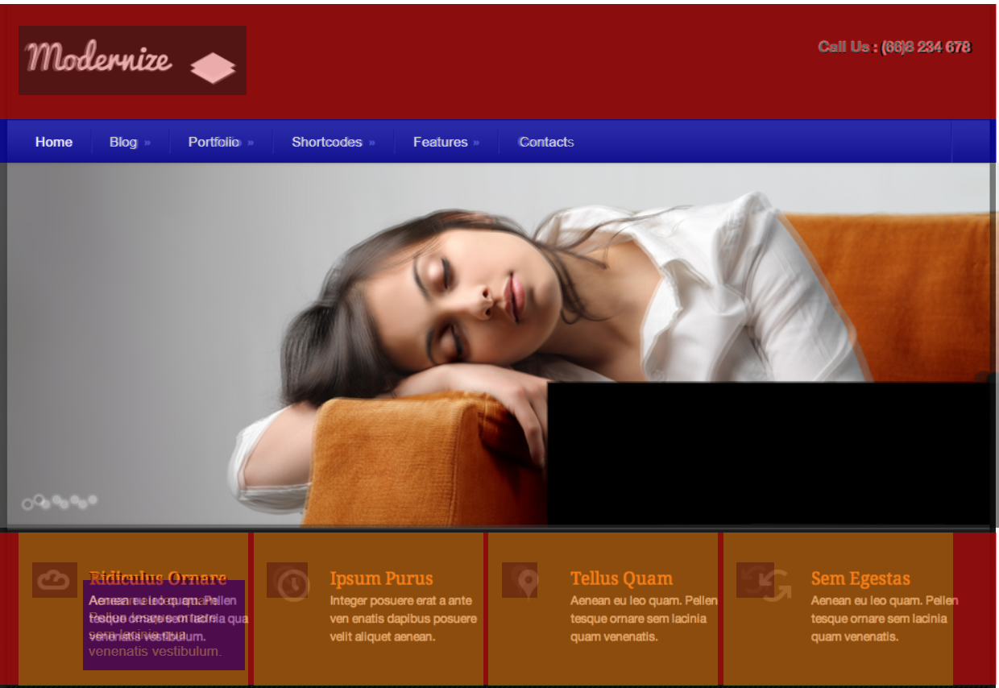 Modernize
Call Us : (66)8 234 678
Home Blog » Portfolio » Shortcodes » Features » Contacts
Ridiculus Ornare
Aenean eu leo quam. Pellen
tesque ornare sem lacinia qua
venenatis vestibulum.
venenatis vestibulum.
Ipsum Purus
Integer posuere erat a ante
ven enatis dapibus posuere
velit aliquet aenean.
Tellus Quam
Aenean eu leo quam. Pellen
tesque ornare sem lacinia
quam venenatis.
Sem Egestas
Aenean eu leo quam. Pellen
tesque ornare sem lacinia
quam venenatis.